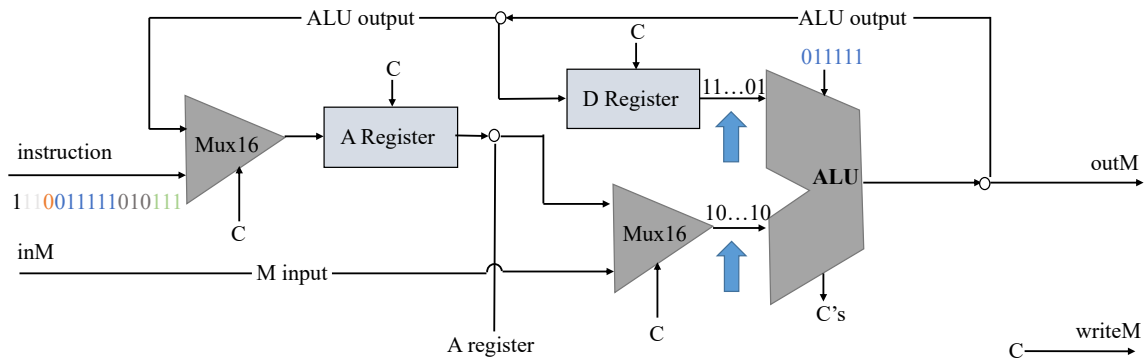 ALU output
ALU output
C
C
011111
11…01
D Register
A Register
Mux16
instruction
1110011111010111
C
ALU
outM
10…10
Mux16
inM
M input
C
C's
A register
C
writeM